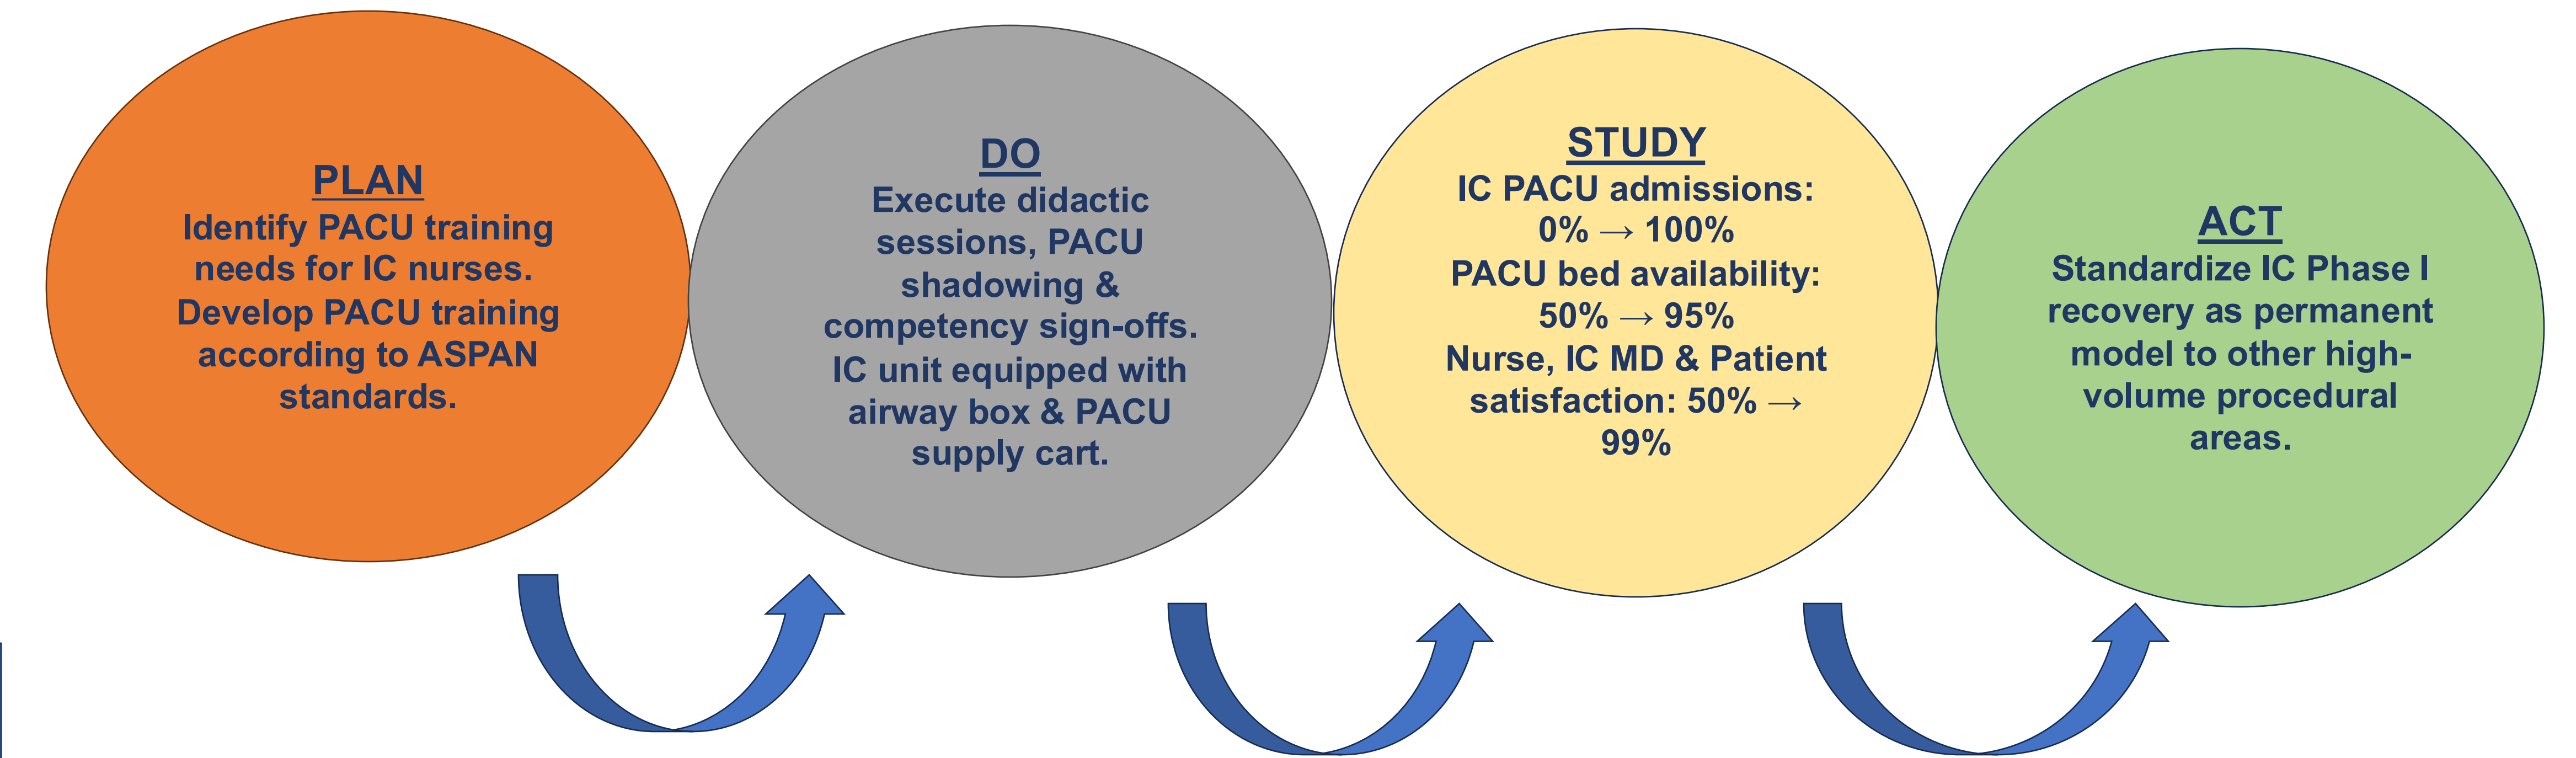 PLAN
Identify PACU training
needs for IC nurses.
Develop PACU training
according to ASPAN
standards.
DO
Execute didactic
sessions, PACU
shadowing &
competency sign-offs.
IC unit equipped with
airway box & PACU
supply cart.
STUDY
IC PACU admissions:
0% → 100%
PACU bed availability:
50% → 95%
Nurse, IC MD & Patient
satisfaction: 50% →
99%
ACT
Standardize IC Phase I
recovery as permanent
model to other high-
volume procedural
areas.